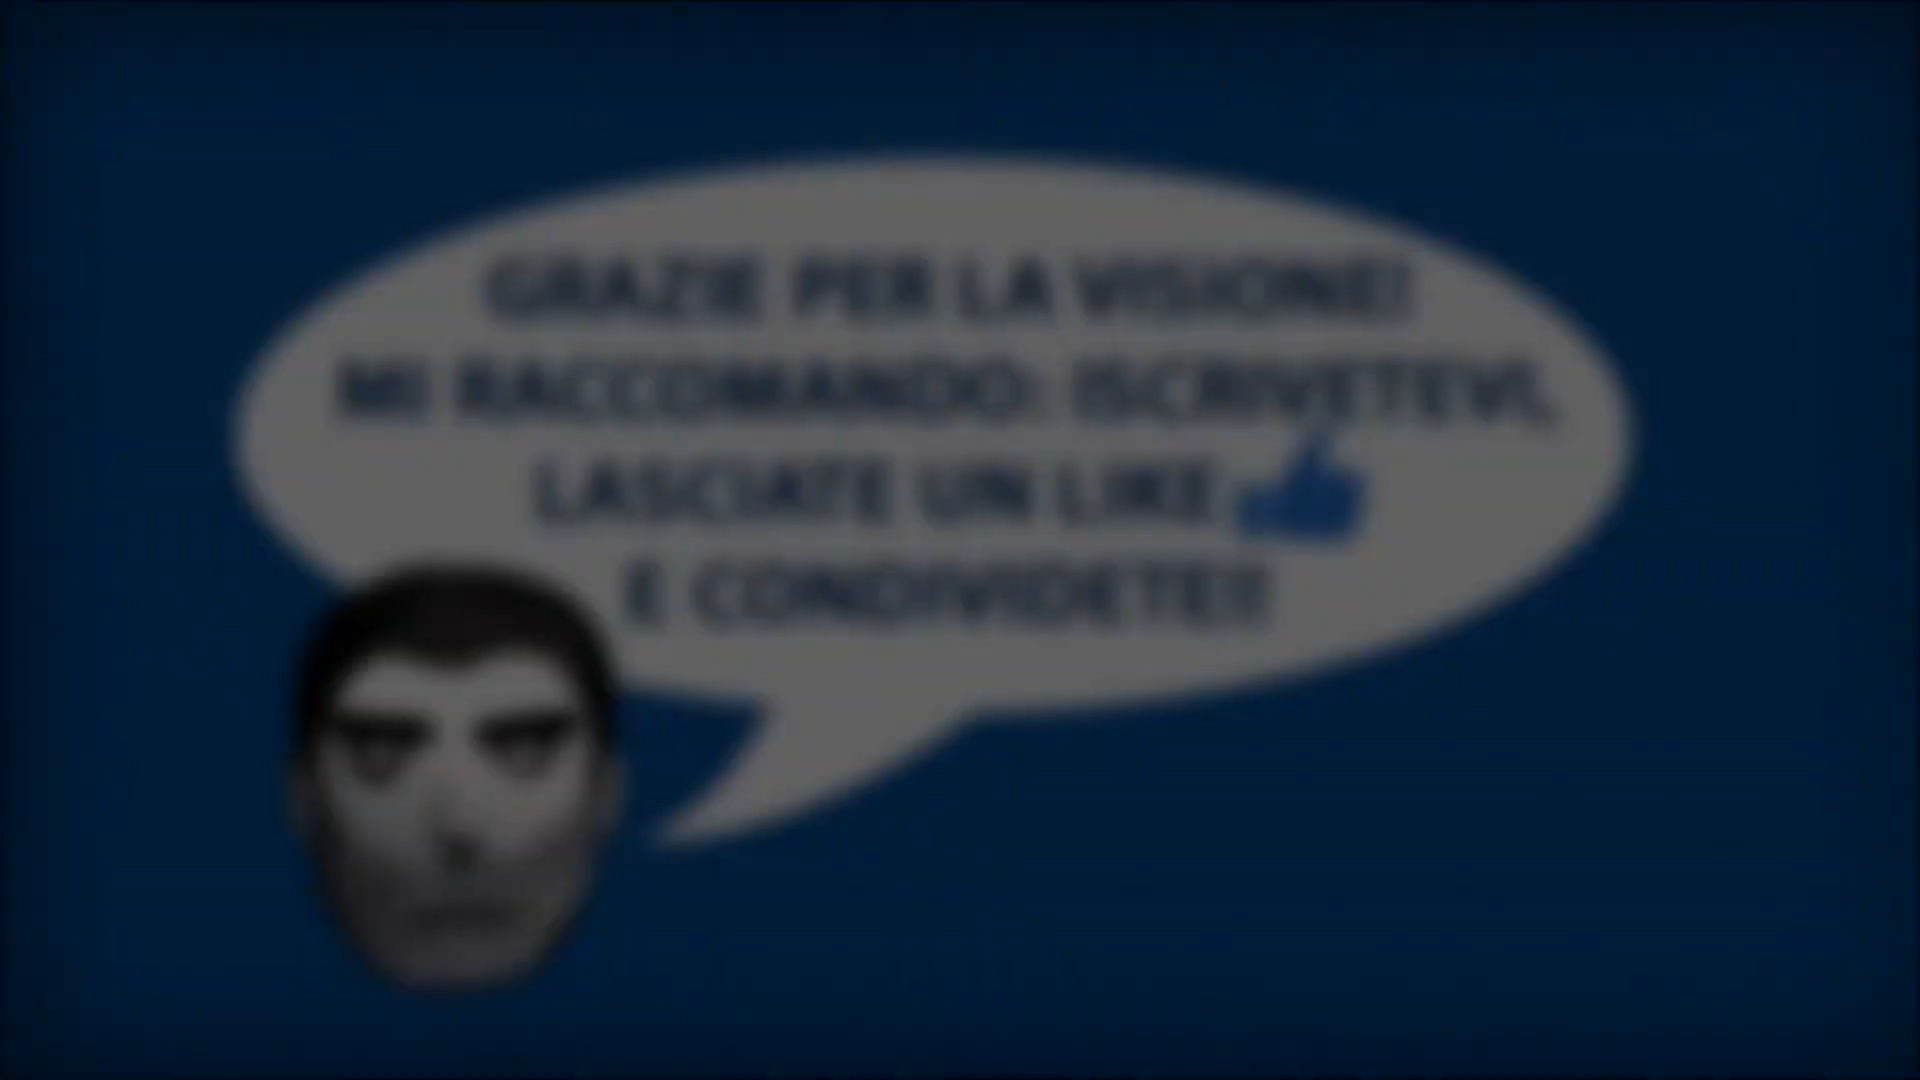 GRAZIE PER LA VISIONE!
MI RACCOMANDO: ISCRIVETEVI,
LASCIATE UN LIKE
E CONDIVIDETE!!